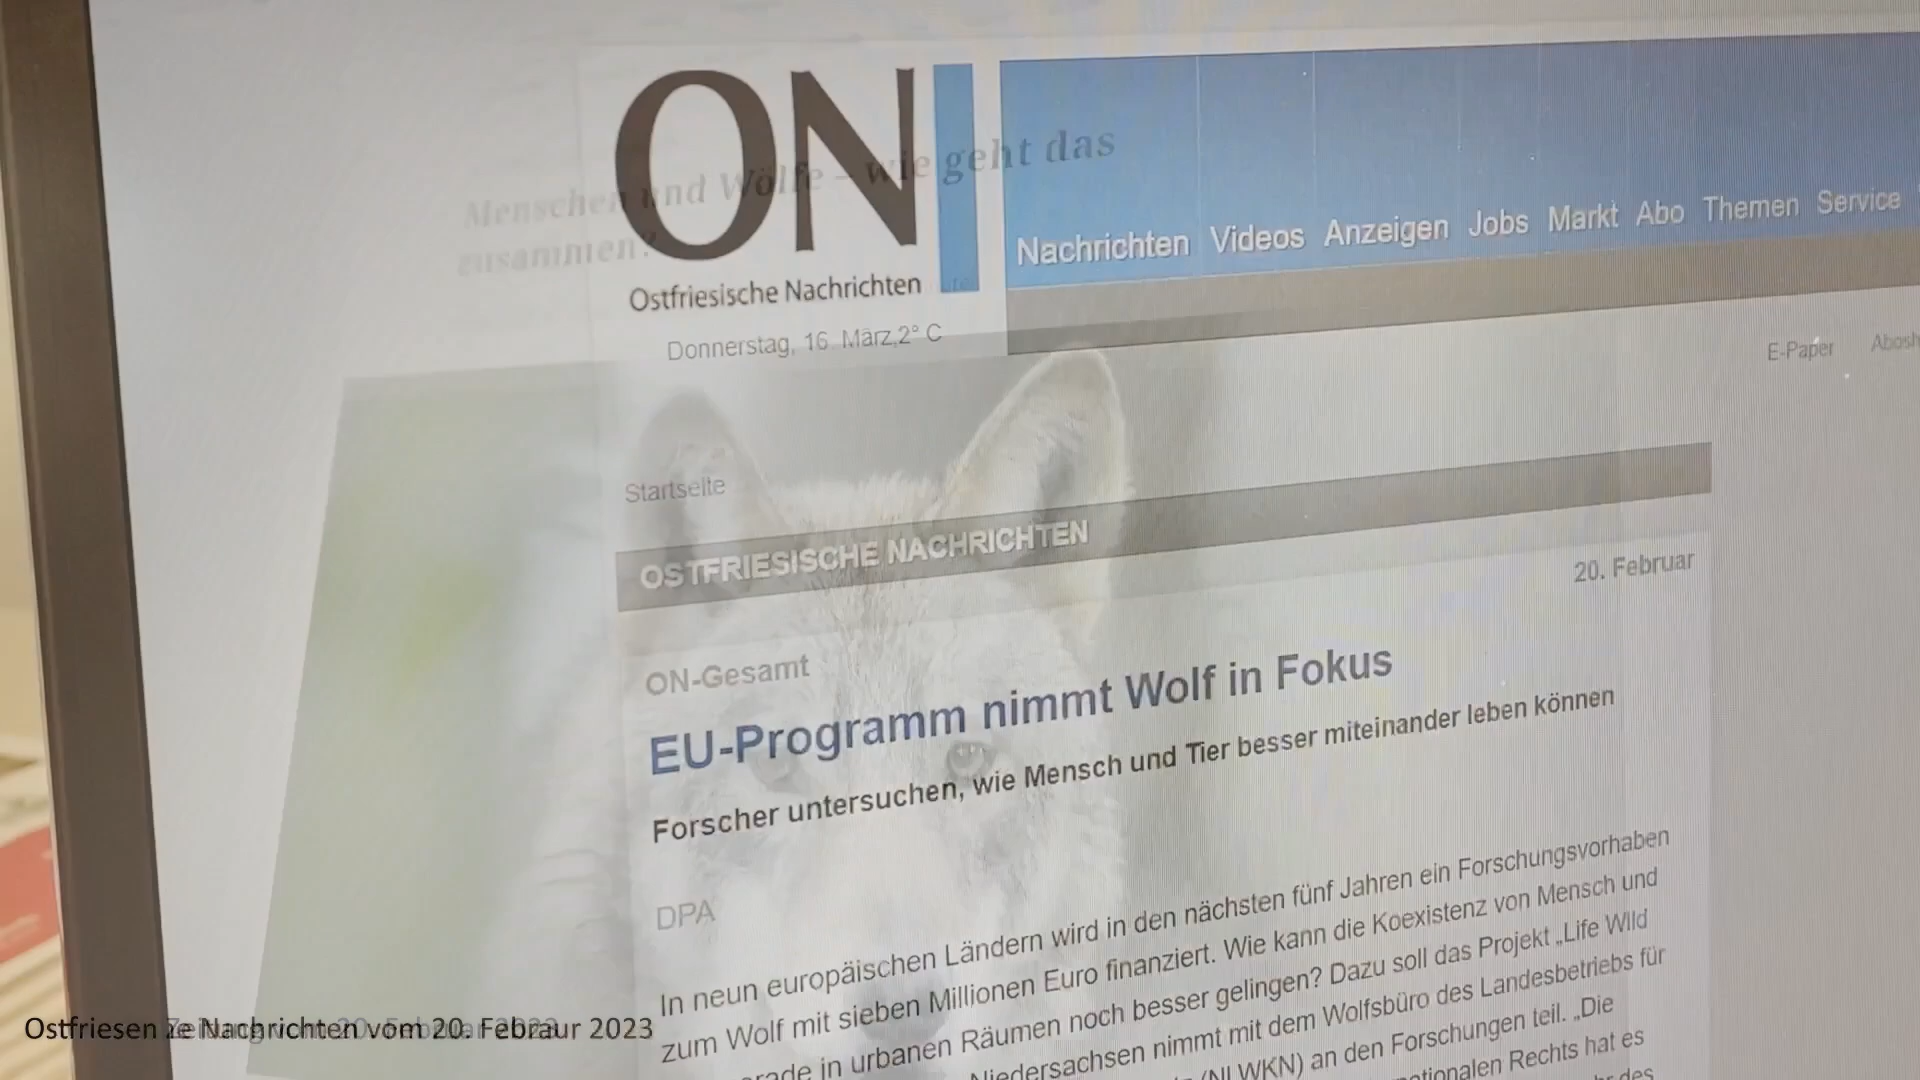 ON
Menschen und Wölfe – wie geht das
zusammen?
Ostfriesische Nachrichten
Donnerstag, 16. März,2° C
Nachrichten Videos Anzeigen Jobs Markt Abo Themen Service
E-Paper
Startseite
OSTFRIESISCHE NACHRICHTEN
20. Februar
ON-Gesamt
EU-Programm nimmt Wolf in Fokus
Forscher untersuchen, wie Mensch und Tier besser miteinander leben können
DPA
In neun europäischen Ländern wird in den nächsten fünf Jahren ein Forschungsvorhaben
zum Wolf mit sieben Millionen Euro finanziert. Wie kann die Koexistenz von Mensch und
in urbanen Räumen noch besser gelingen? Dazu soll das Projekt „Life Wild
Niedersachsen nimmt mit dem Wolfsbüro des Landesbetriebs für
(NLWKN) an den Forschungen teil. „Die
Rechts hat es
des
Nachrichten vom 20. Febraur 2023